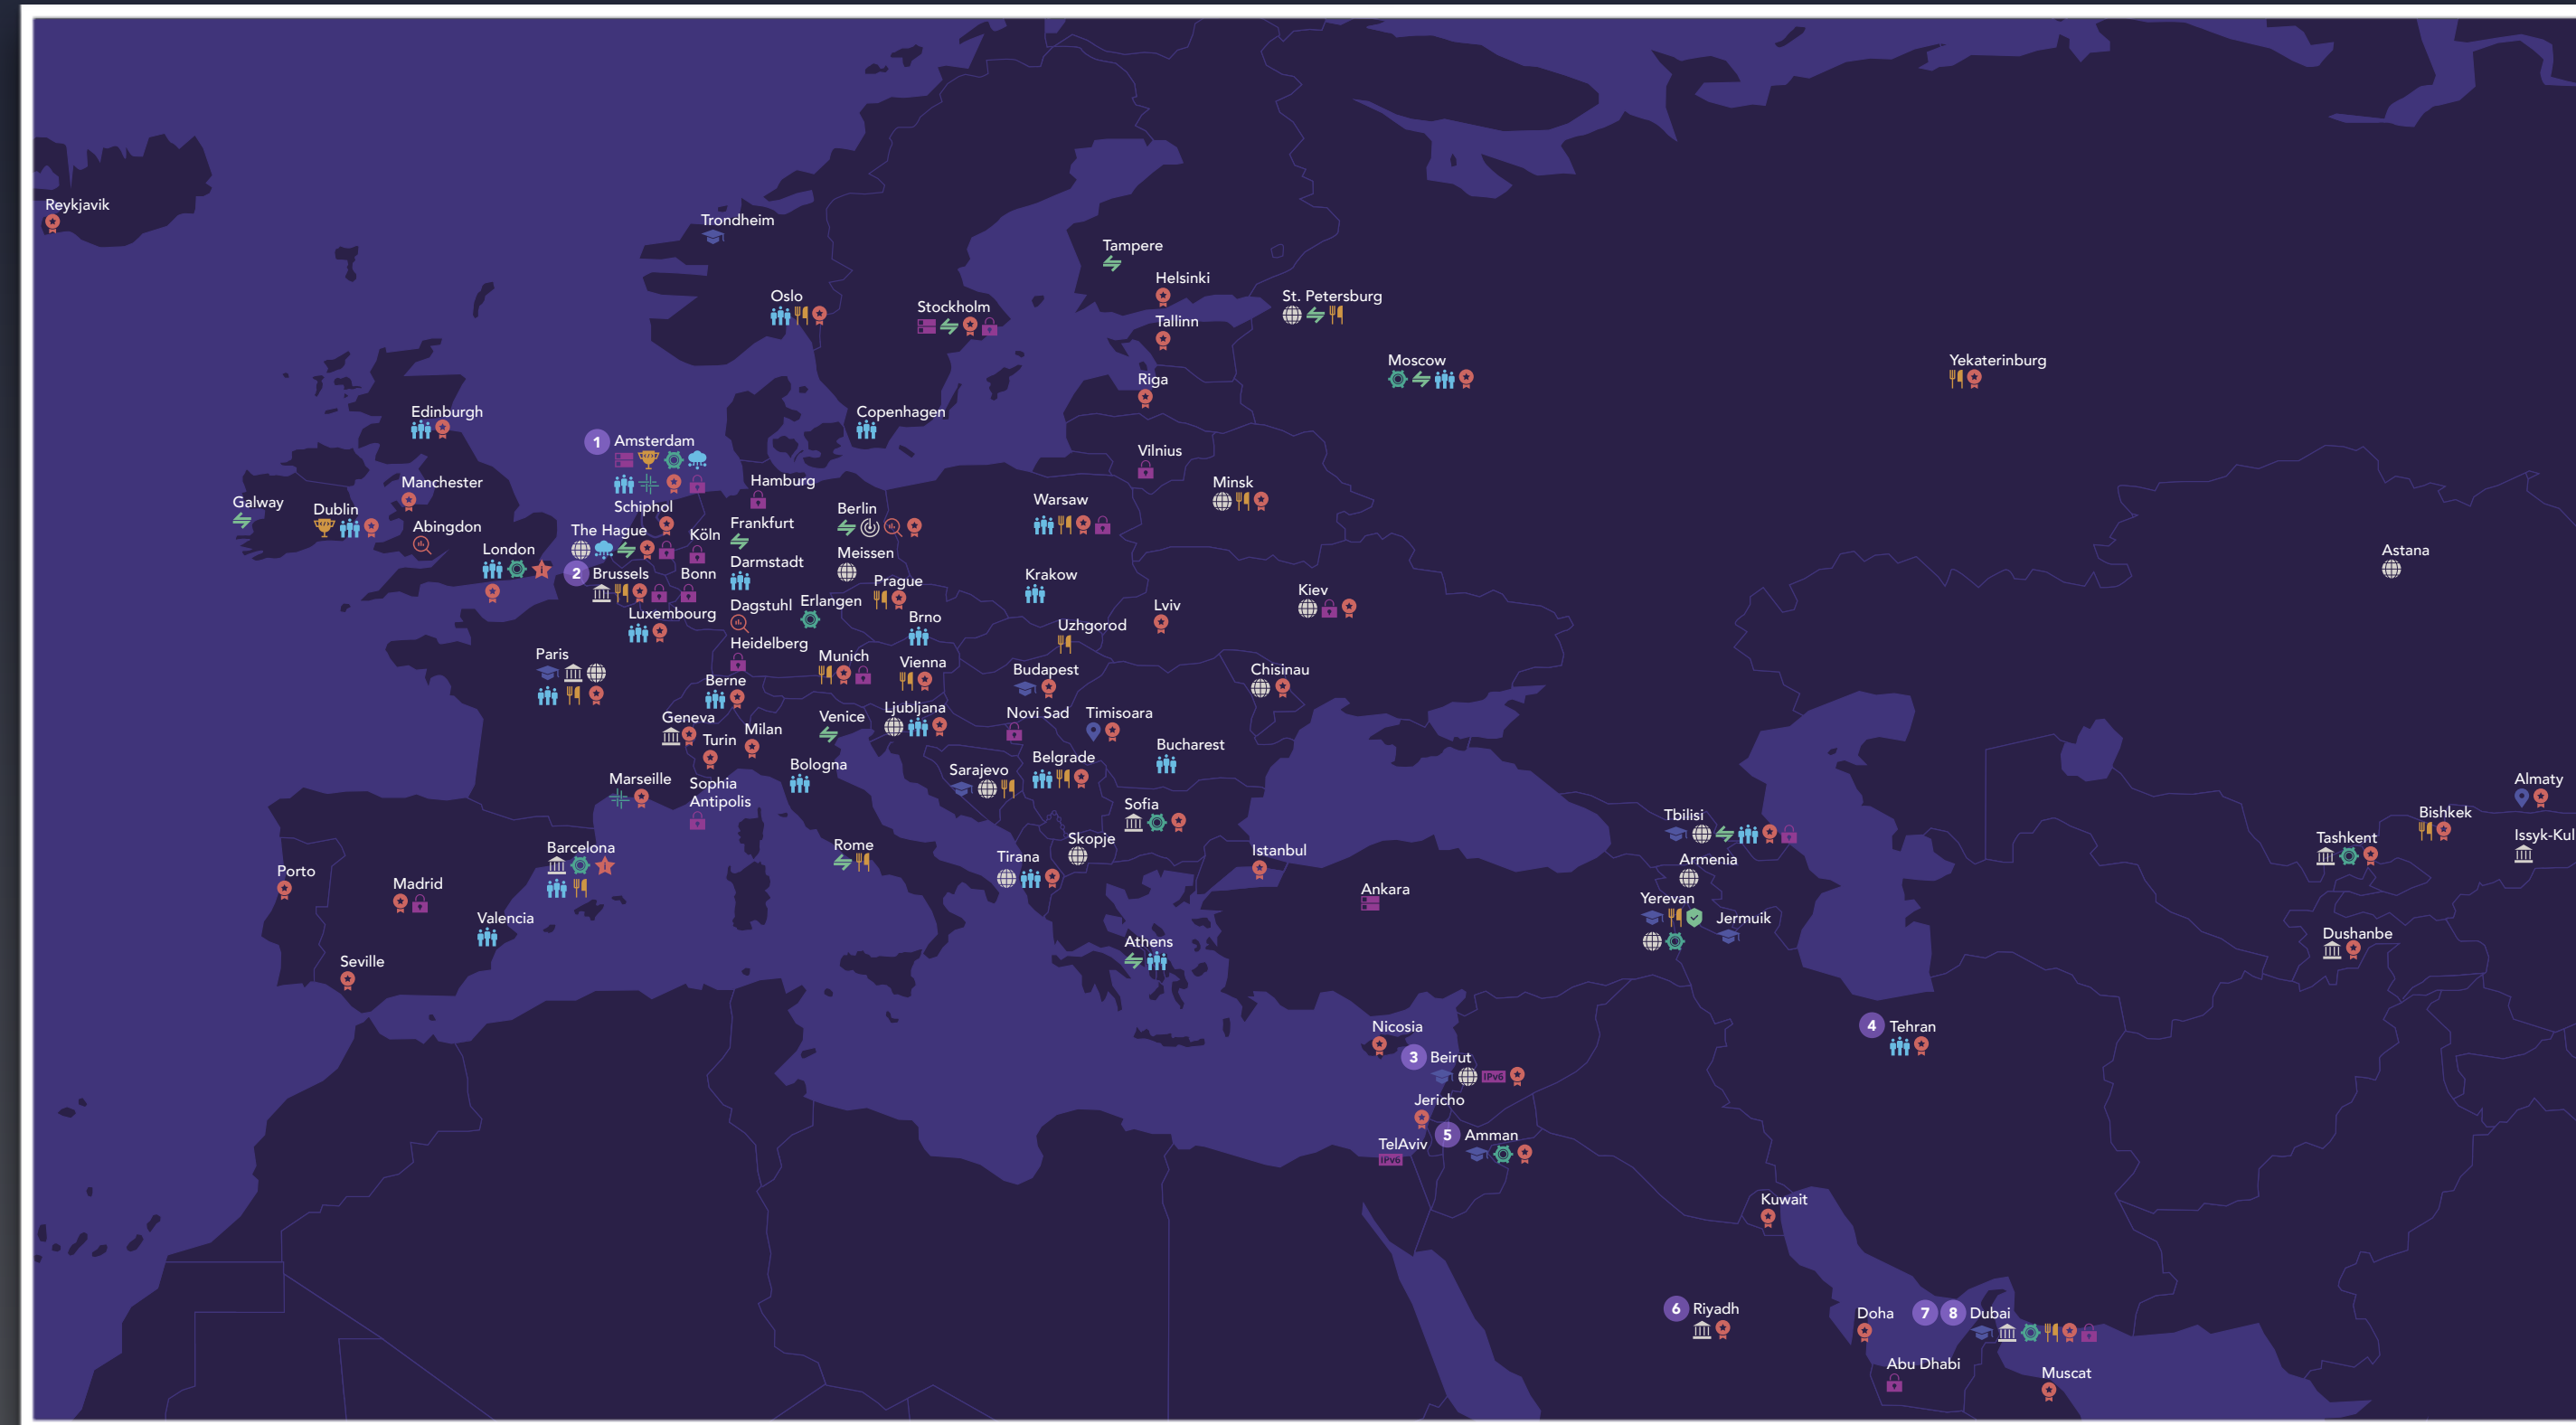 Reykjavik
Trondheim
Tampere
Helsinki
Oslo
St. Petersburg
Stockholm
Tallinn
Moscow
Yekaterinburg
Riga
Edinburgh
Copenhagen
1 Amsterdam
Vilnius
Manchester
Hamburg
Minsk
Galway
Dublin
Schiphol
Berlin
Warsaw
Abingdon
The Hague
Köln
Frankfurt
London
Meissen
Astana
2 Brussels
Bonn
Darmstadt
Prague
Krakow
Kiev
Luxembourg
Dagstuhl
Erlangen
Brno
Lviv
Uzhgorod
Heidelberg
Paris
Munich
Vienna
Budapest
Chisinau
Berne
Geneva
Milan
Venice
Ljubljana
Novi Sad
Timisoara
Turin
Bucharest
Bologna
Sarajevo
Belgrade
Marseille
Sophia
Antipolis
Almaty
Sofia
Tbilisi
Bishkek
Barcelona
Rome
Skopje
Tirana
Istanbul
Tashkent
Issyk-Kul
Armenia
Porto
Madrid
Ankara
Yerevan
Valencia
Jermuik
Dushanbe
Seville
Athens
Nicosia
4 Tehran
3 Beirut
IPv6
Jericho
TelAviv
IPv6
5 Amman
Kuwait
6 Riyadh
Doha
7 8 Dubai
Abu Dhabi
Muscat